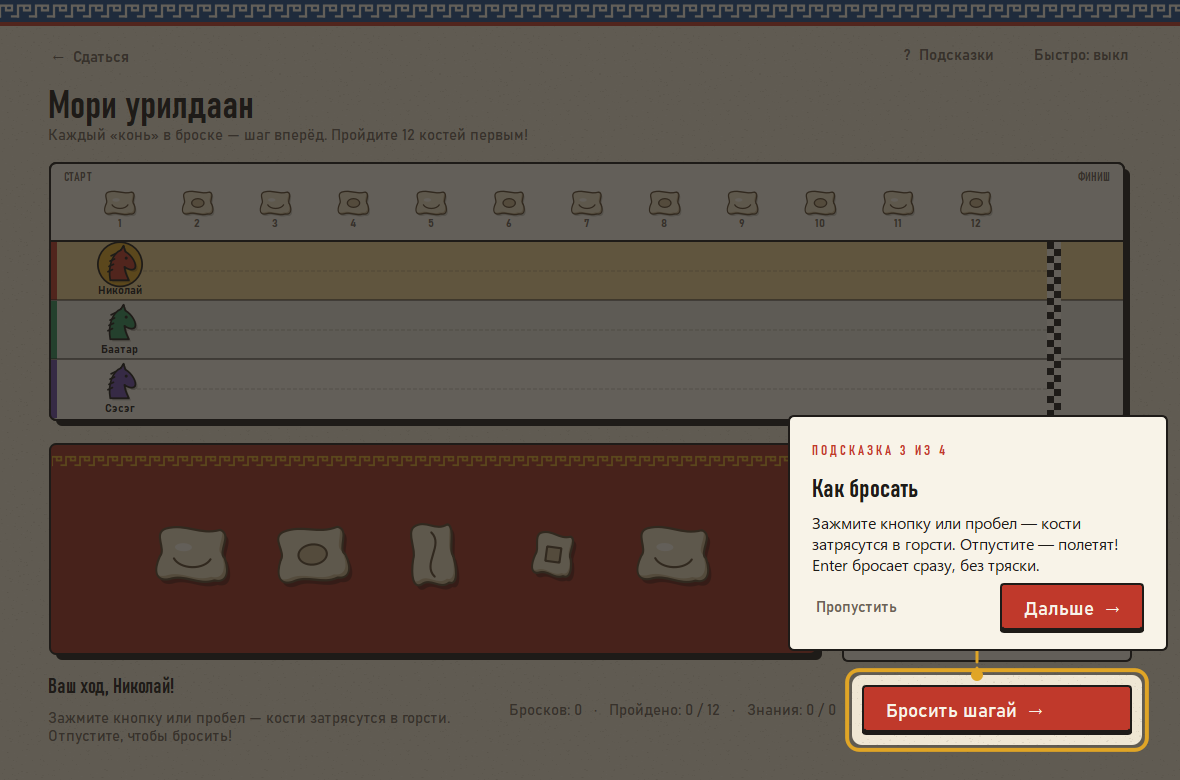 ← Сдаться
? Подсказки
Быстро: выкл
Мори урилдаан
Каждый «конь» в броске — шаг вперёд. Пройдите 12 костей первым!
СТАРТ
ФИНИШ
1 2 3 4 5 6 7 8 9 10 11 12
Николай
Баатар
Сэсэг
ПОДСКАЗКА 3 ИЗ 4
Как бросать
Зажмите кнопку или пробел — кости
затрясутся в горсти. Отпустите — полетят!
Enter бросает сразу, без тряски.
Пропустить
Дальше →
Ваш ход, Николай!
Зажмите кнопку или пробел — кости затрясутся в горсти.
Отпустите, чтобы бросить!
Бросков: 0 · Пройдено: 0 / 12 · Знания: 0 / 0
Бросить шагай →